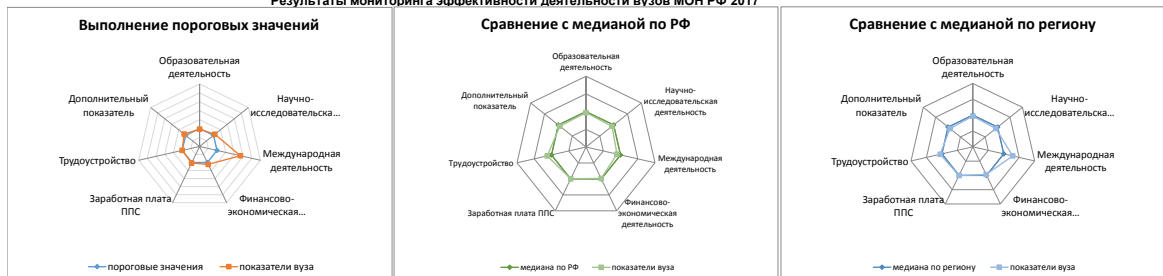 Результаты мониторинга эффективности деятельности вузов МОН РФ 2017
Выполнение пороговых значений
Образовательная
деятельность
Научно-
исследовательска...
Международная
деятельность
Финансово-
экономическая...
Заработная плата
ППС
Трудоустройство
Дополнительный
показатель
пороговые значения
показатели вуза
Сравнение с медианой по РФ
Образовательная
деятельность
Научно-
исследовательская
деятельность
Международная
деятельность
Финансово-
экономическая
деятельность
Заработная плата ППС
Трудоустройство
Дополнительный
показатель
медиана по РФ
показатели вуза
Сравнение с медианой по региону
Образовательная
деятельность
Научно-
исследовательска...
Международная
деятельность
Финансово-
экономическая...
Заработная плата
ППС
Трудоустройство
Дополнительный
показатель
медиана по региону
показатели вуза